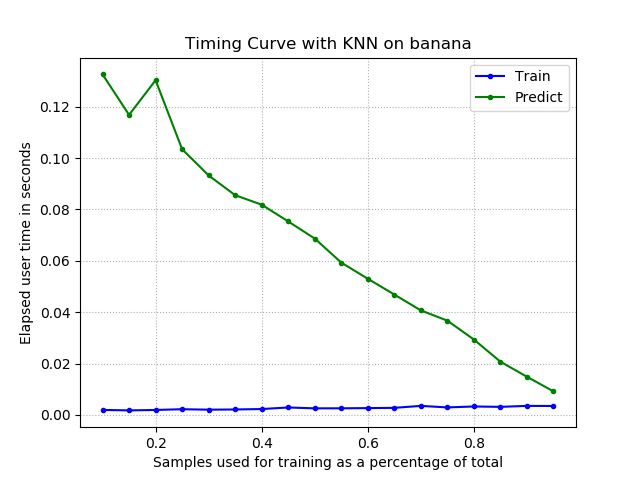 Timing Curve with KNN on banana
Train
Predict
Elapsed user time in seconds
0.12
0.10
0.08
0.06
0.04
0.02
0.00
0.2
0.4
0.6
0.8
Samples used for training as a percentage of total